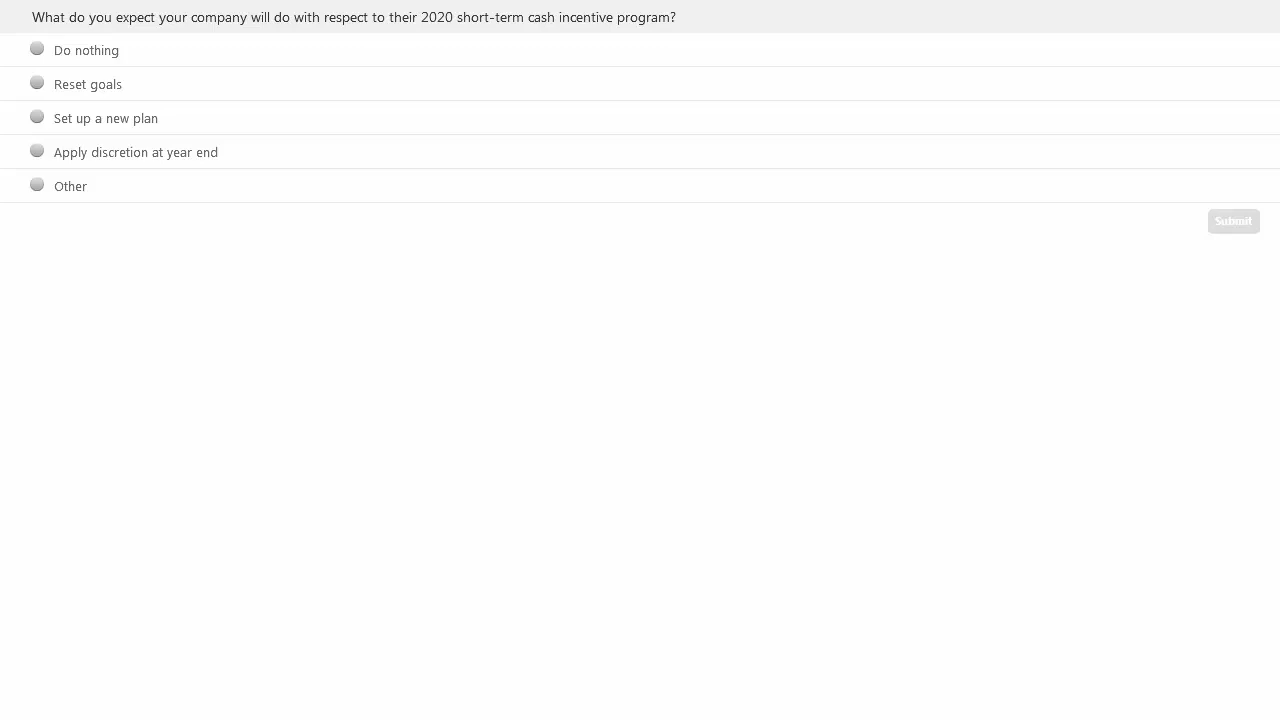 What do you expect your company will do with respect to their 2020 short-term cash incentive program?
Do nothing
Reset goals
Set up a new plan
Apply discretion at year end
Other
Submit